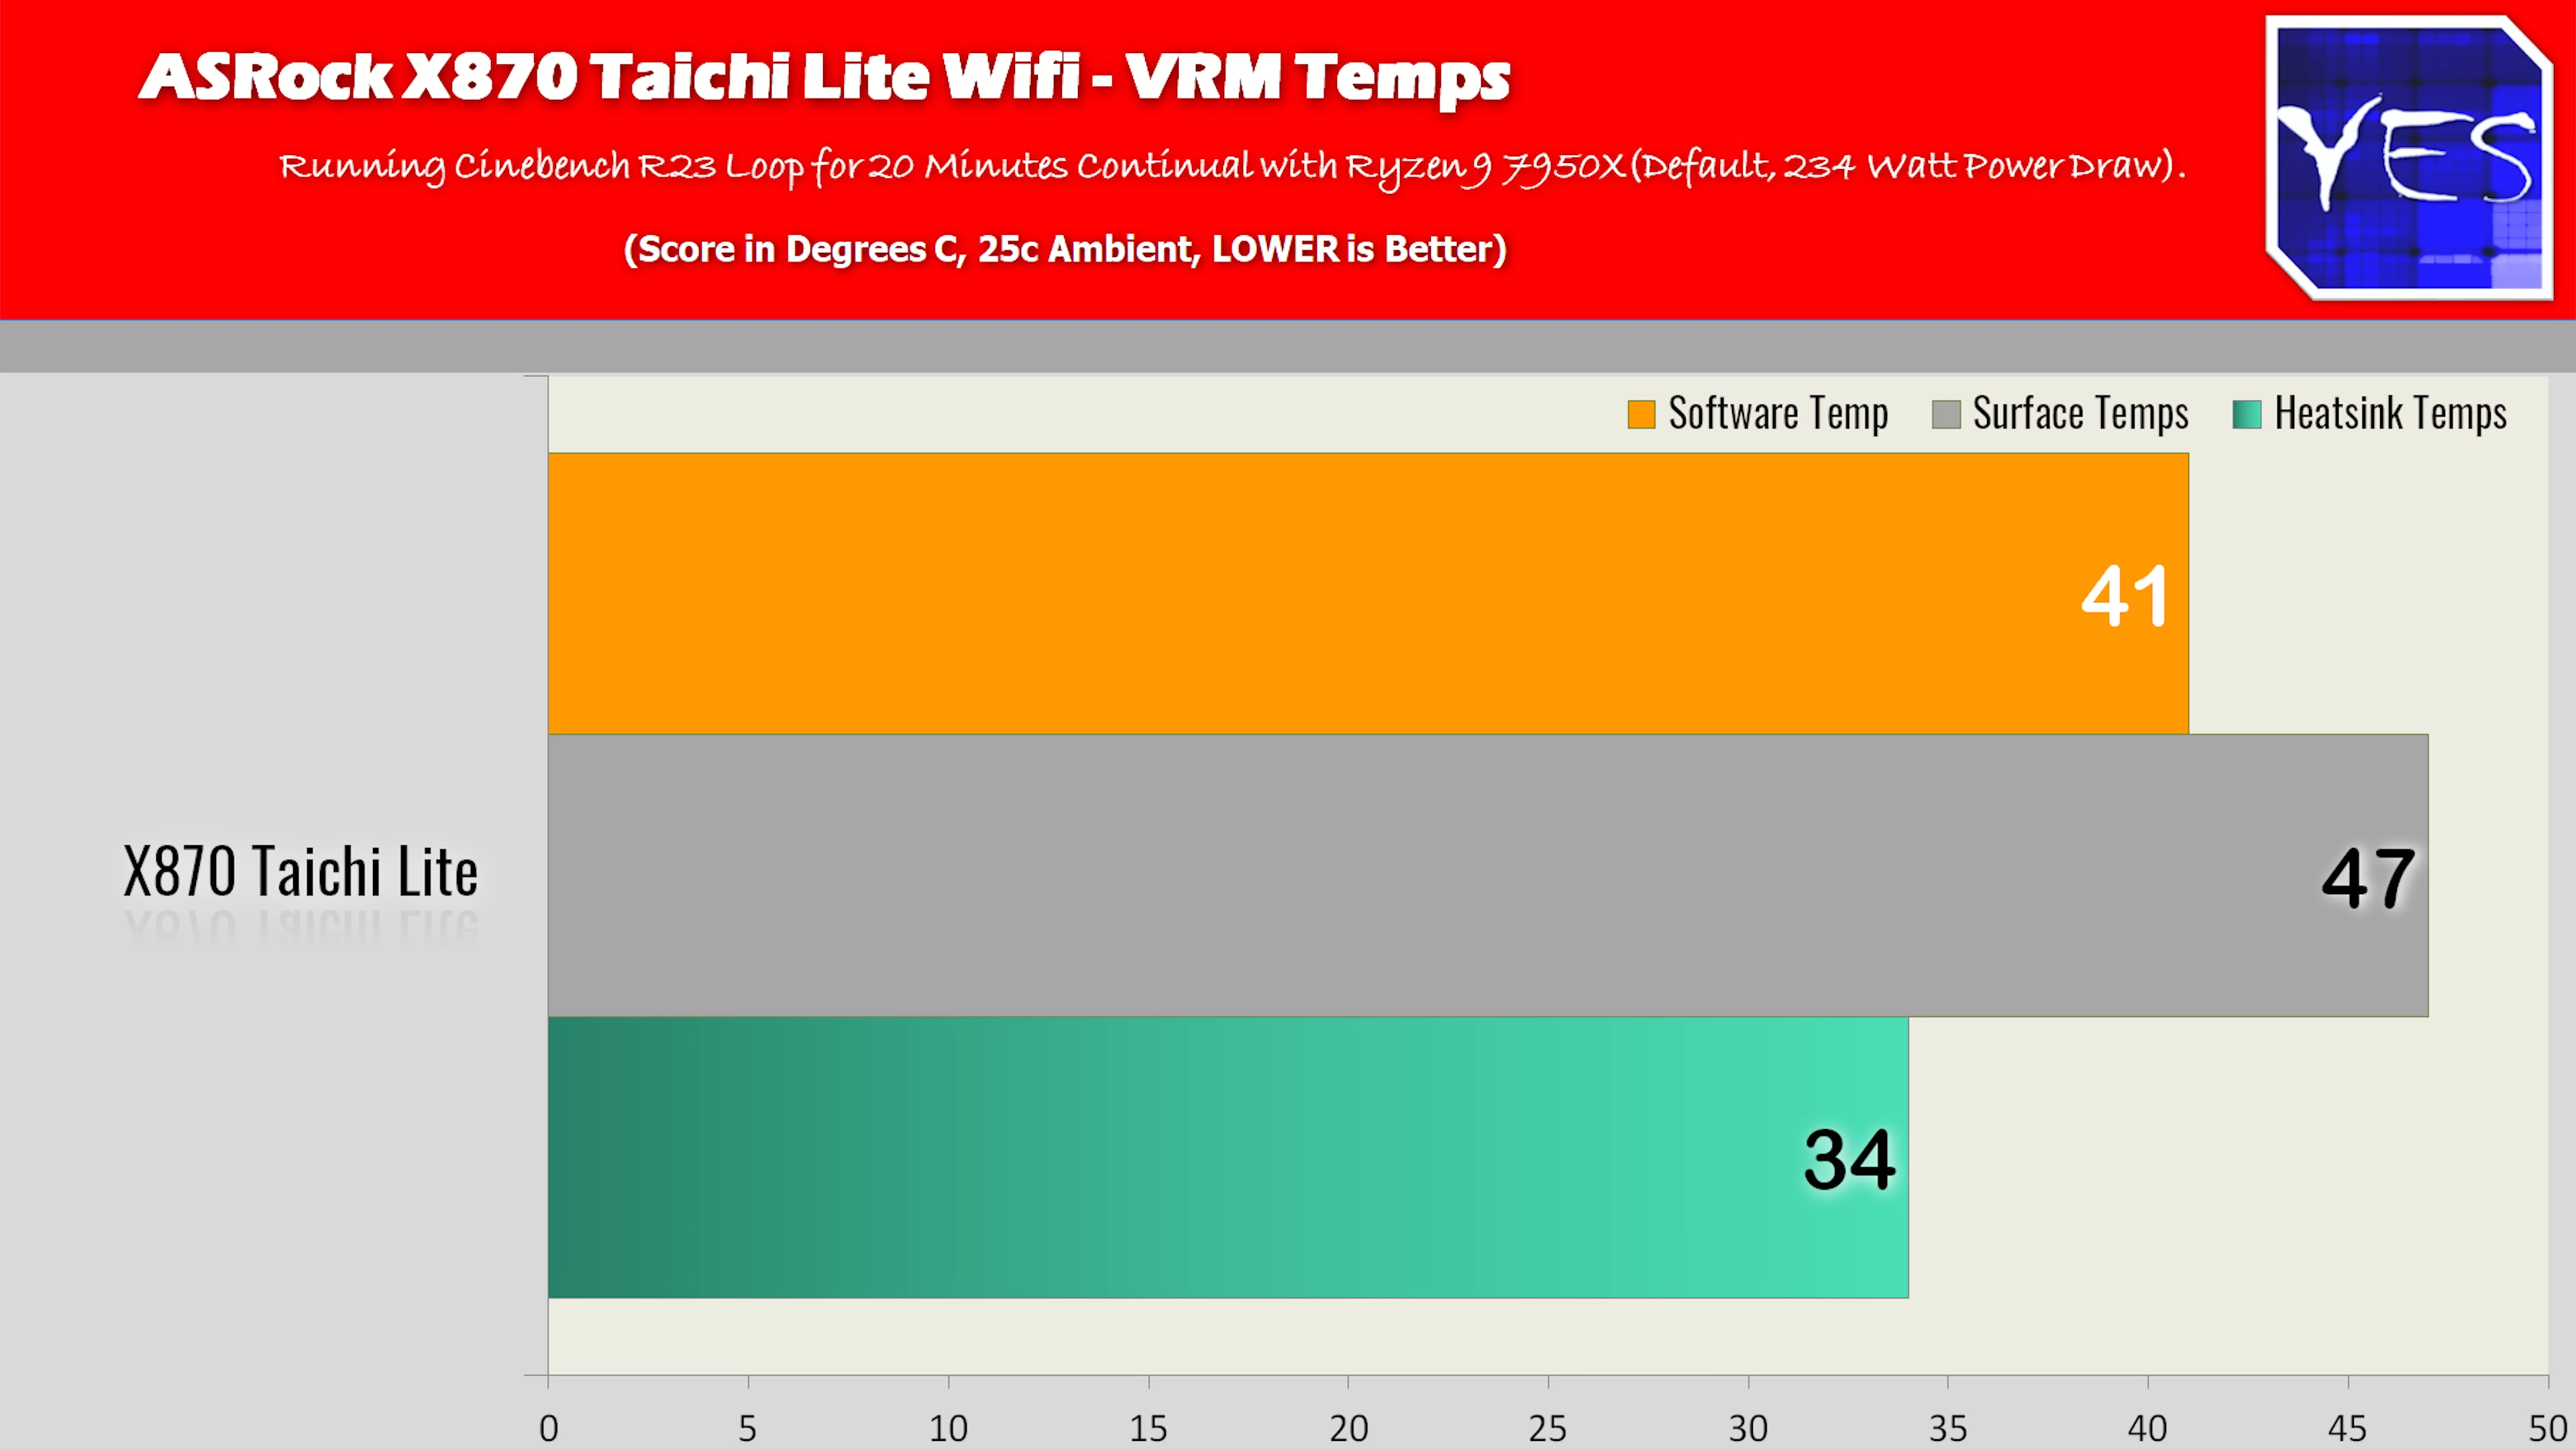 ASRock X870 Taichi Lite Wifi - VRM Temps
YES
Running Cinebench R23 Loop for 20 Minutes Continual with Ryzen 9 7950X (Default, 234 Watt Power Draw).
(Score in Degrees C, 25c Ambient, LOWER is Better)
Software Temp Surface Temps Heatsink Temps
41
X870 Taichi Lite
47
34
0 5 10 15 20 25 30 35 40 45 50